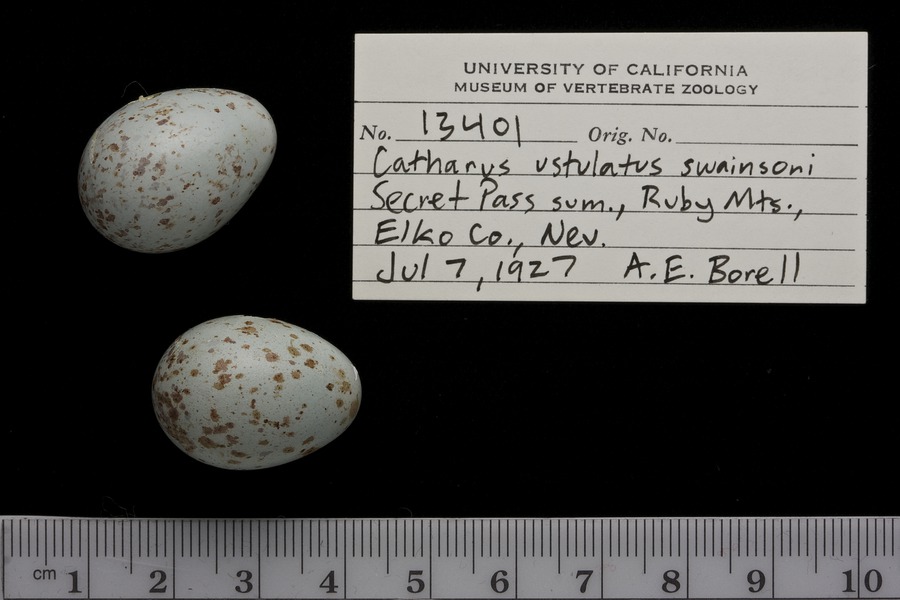 UNIVERSITY OF CALIFORNIA
MUSEUM OF VERTEBRATE ZOOLOGY
No. 13401 Orig. No.
Catharus ustulatus swainsoni
Secret Pass sum., Ruby Mts.,
Elko Co., Nev.
Jul 7, 1927 A. E. Borell
cm 1 2 3 4 5 6 7 8 9 10